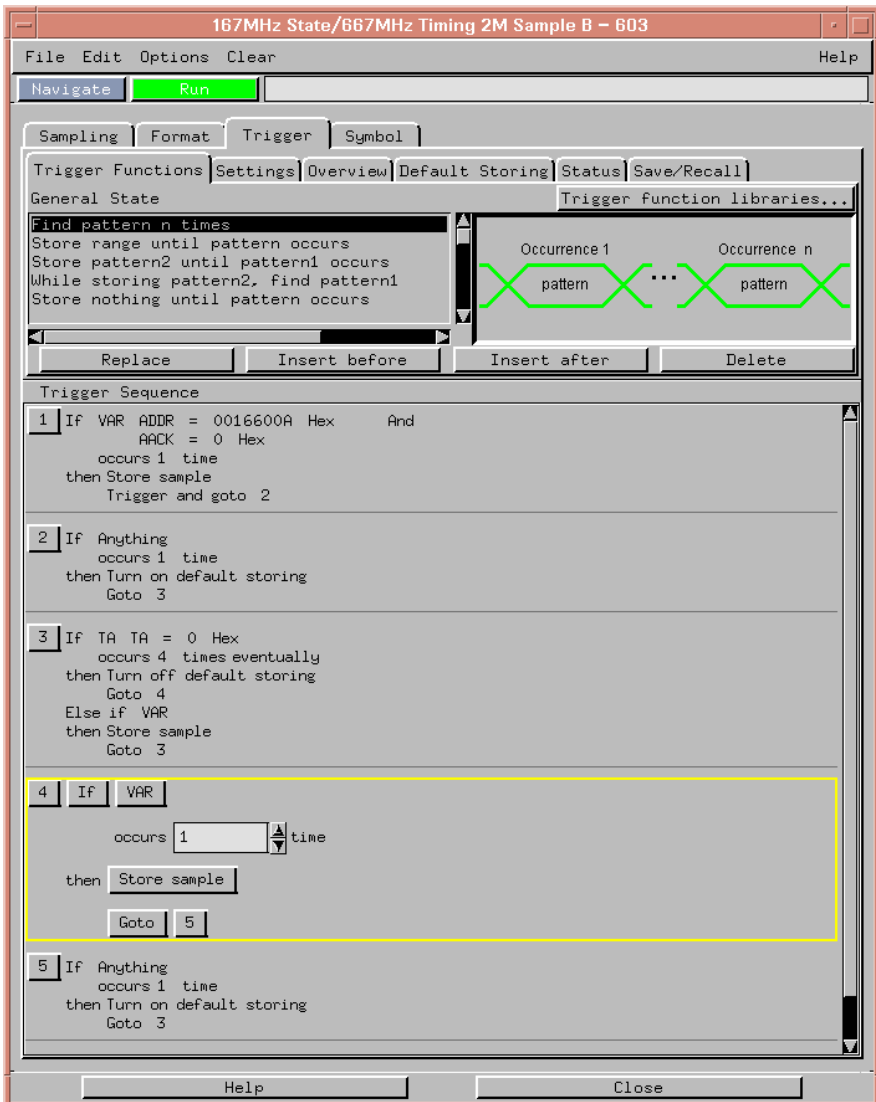 167MHz State/667MHz Timing 2M Sample B – 603
File Edit Options Clear Help
Navigate Run
Sampling Format Trigger Symbol
Trigger Functions Settings Overview Default Storing Status Save/Recall
General State Trigger function libraries...
Find pattern n times
Store range until pattern occurs
Store pattern2 until pattern1 occurs
While storing pattern2, find pattern1
Store nothing until pattern occurs
Occurrence 1 Occurrence n
pattern ... pattern
Replace Insert before Insert after Delete
Trigger Sequence
1 If VAR ADDR = 0016600A Hex And
AACK = 0 Hex
occurs 1 time
then Store sample
Trigger and goto 2
2 If Anything
occurs 1 time
then Turn on default storing
Goto 3
3 If TA TA = 0 Hex
occurs 4 times eventually
then Turn off default storing
Goto 4
Else if VAR
then Store sample
Goto 3
4 If VAR
occurs 1 time
then Store sample
Goto 5
5 If Anything
occurs 1 time
then Turn on default storing
Goto 3
Help Close